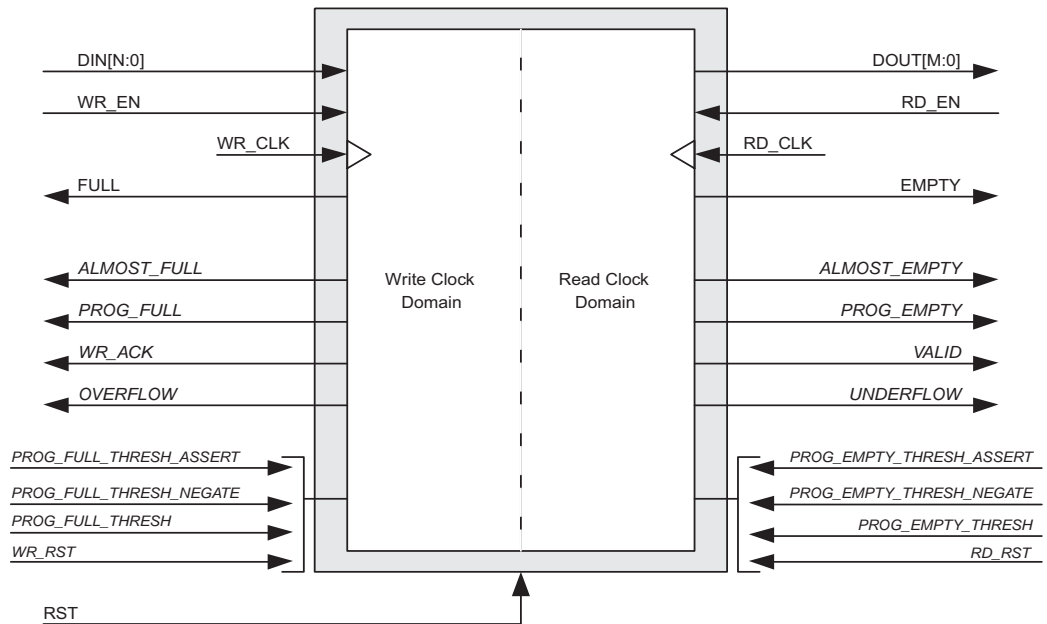 DIN[N:0]
WR_EN
WR_CLK
FULL
ALMOST_FULL
PROG_FULL
WR_ACK
OVERFLOW
PROG_FULL_THRESH_ASSERT
PROG_FULL_THRESH_NEGATE
PROG_FULL_THRESH
WR_RST
RST
Write Clock
Domain
Read Clock
Domain
DOUT[M:0]
RD_EN
RD_CLK
EMPTY
ALMOST_EMPTY
PROG_EMPTY
VALID
UNDERFLOW
PROG_EMPTY_THRESH_ASSERT
PROG_EMPTY_THRESH_NEGATE
PROG_EMPTY_THRESH
RD_RST